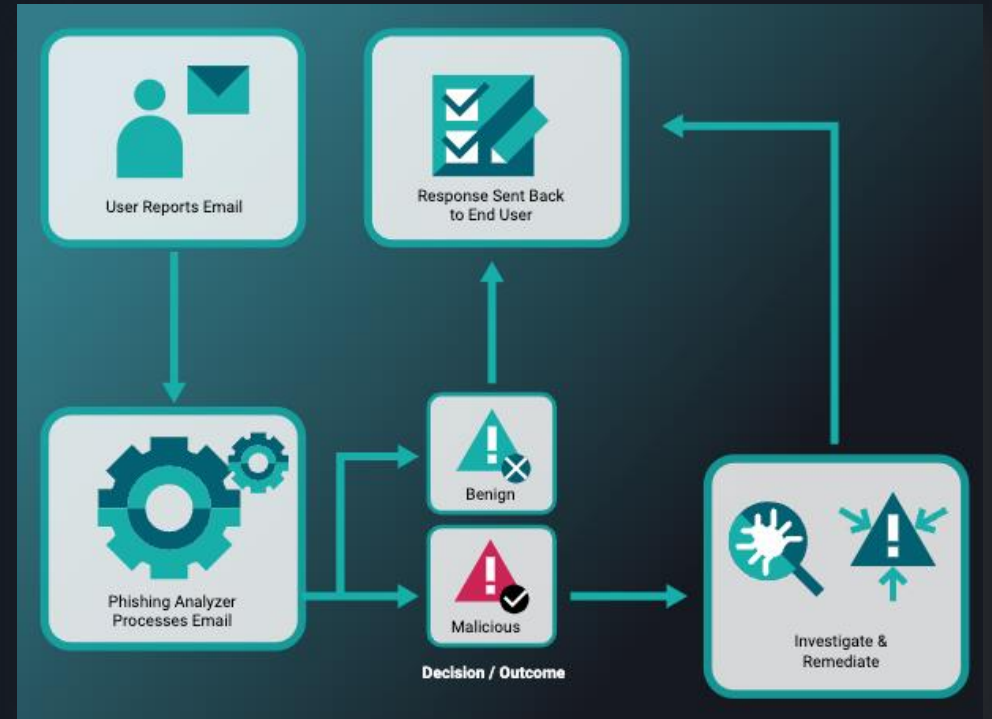 User Reports Email
Response Sent Back
to End User
Phishing Analyzer
Processes Email
Benign
Malicious
Decision / Outcome
Investigate &
Remediate